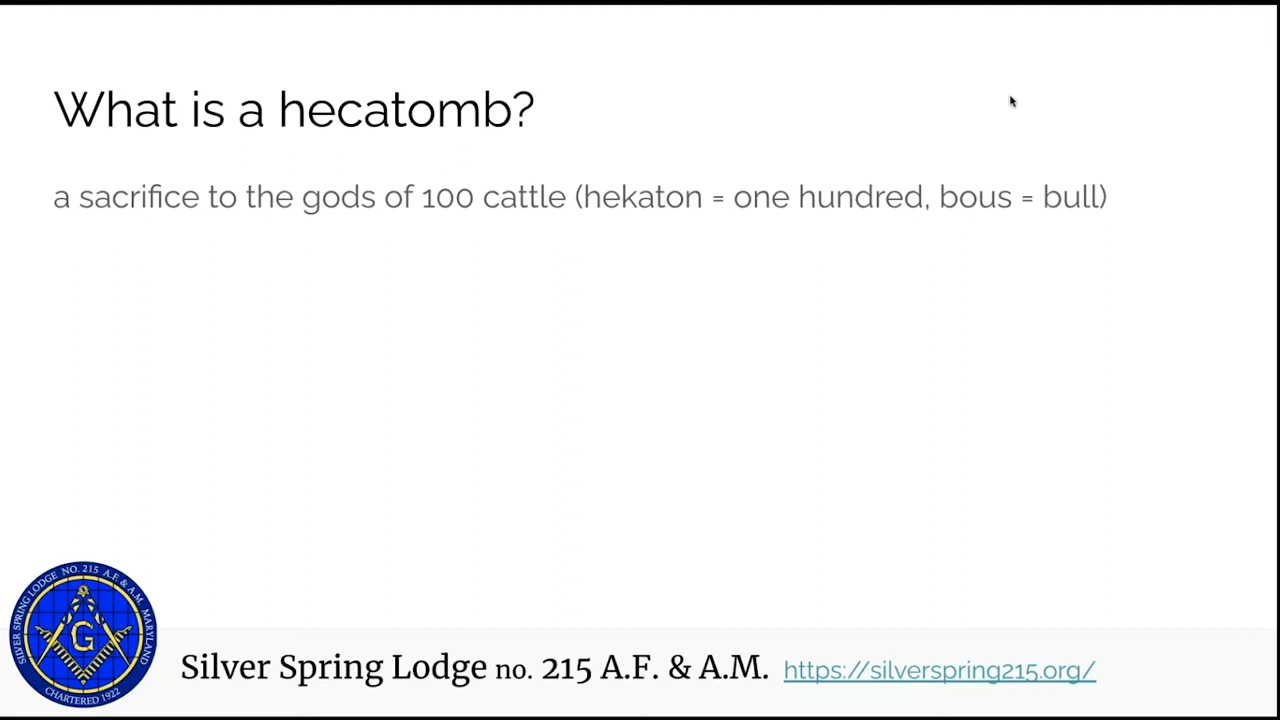 What is a hecatomb?
a sacrifice to the gods of 100 cattle (hekaton = one hundred, bous = bull)
SILVER SPRING LODGE NO. 215 A.F. & A.M. MARYLAND
G
CHARTERED 1922
Silver Spring Lodge no. 215 A.F. & A.M. https://silverspring215.org/